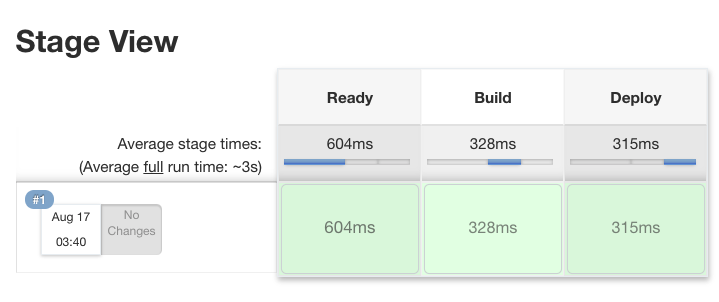 Stage View
Ready
Build
Deploy
Average stage times:
(Average full run time: ~3s)
604ms
328ms
315ms
#1
Aug 17
03:40
No
Changes
604ms
328ms
315ms